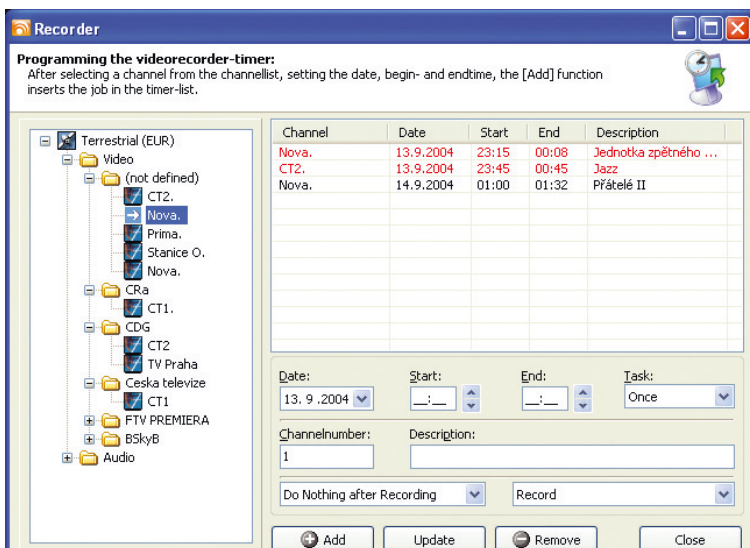 Recorder
Programming the videorecorder-timer:
After selecting a channel from the channellist, setting the date, begin- and endtime, the [Add] function
inserts the job in the timer-list.
Terrestrial (EUR)
Video
(not defined)
CT2.
Nova.
Prima.
Stanice O.
Nova.
CRa
CT1.
CDG
CT2
TV Praha
Ceska televize
CT1
FTV PREMIERA
BSkyB
Audio
Channel Date Start End Description
Nova. 13.9.2004 23:15 00:08 Jednotka zpětného ...
CT2. 13.9.2004 23:45 00:45 Jazz
Nova. 14.9.2004 01:00 01:32 Přátelé II
Date: Start: End: Task:
13. 9 .2004 __:__ __:__ Once
Channelnumber: Description:
1
Do Nothing after Recording Record
Add Update Remove Close